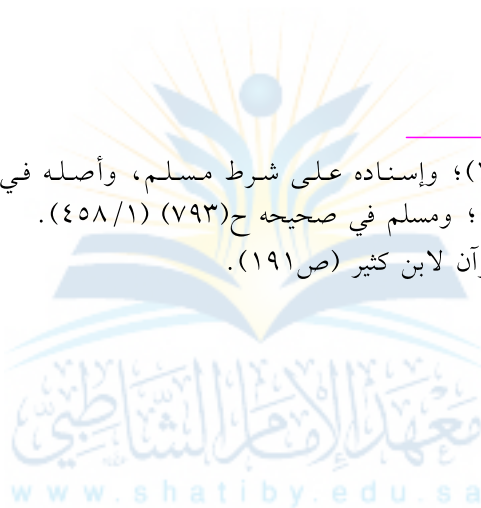 )؛ وإسناده على شرط مسلم، وأصله في
؛ ومسلم في صحيحه ح(٧٩٣) (٤٥٨/١).
آن لابن كثير (ص١٩١).
معهد الإمام الشاطبي
www.shatiby.edu.sa